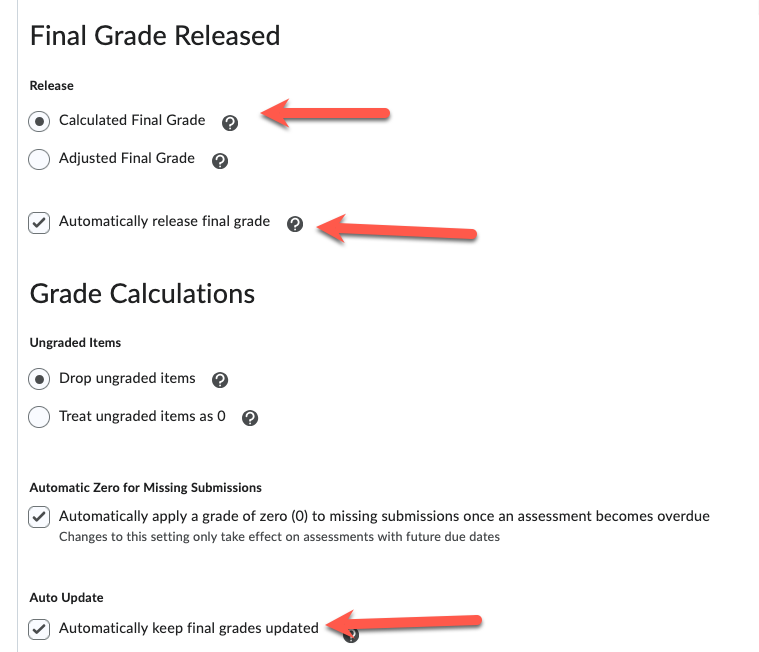 Final Grade Released
Release
Calculated Final Grade ?
Adjusted Final Grade ?
Automatically release final grade ?
Grade Calculations
Ungraded Items
Drop ungraded items ?
Treat ungraded items as 0 ?
Automatic Zero for Missing Submissions
Automatically apply a grade of zero (0) to missing submissions once an assessment becomes overdue
Changes to this setting only take effect on assessments with future due dates
Auto Update
Automatically keep final grades updated ?